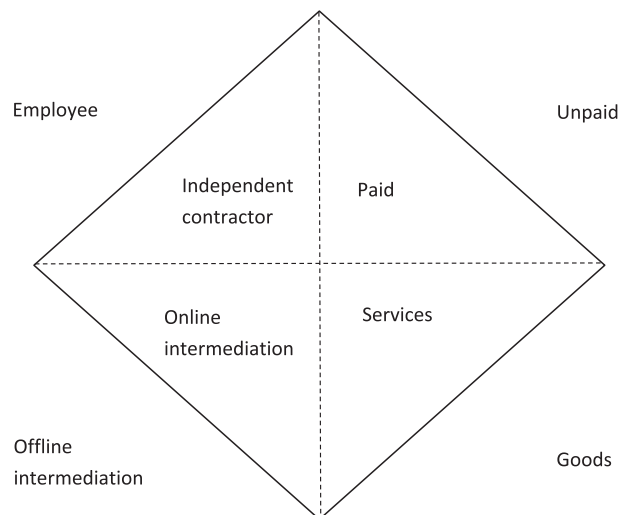 Employee
Unpaid
Independent
contractor
Paid
Online
intermediation
Services
Offline
intermediation
Goods